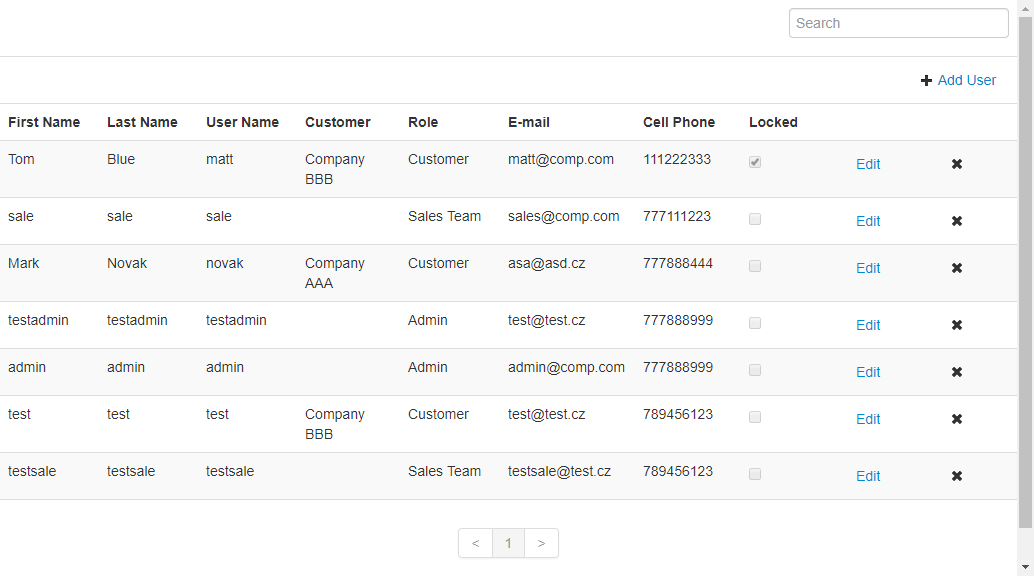 Search
Add User
First Name Last Name User Name Customer Role E-mail Cell Phone Locked
Tom Blue matt Company BBB Customer matt@comp.com 111222333 Edit
sale sale sale Sales Team sales@comp.com 777111223 Edit
Mark Novak novak Company AAA Customer asa@asd.cz 777888444 Edit
testadmin testadmin testadmin Admin test@test.cz 777888999 Edit
admin admin admin Admin admin@comp.com 777888999 Edit
test test test Company BBB Customer test@test.cz 789456123 Edit
testsale testsale testsale Sales Team testsale@test.cz 789456123 Edit
< 1 >